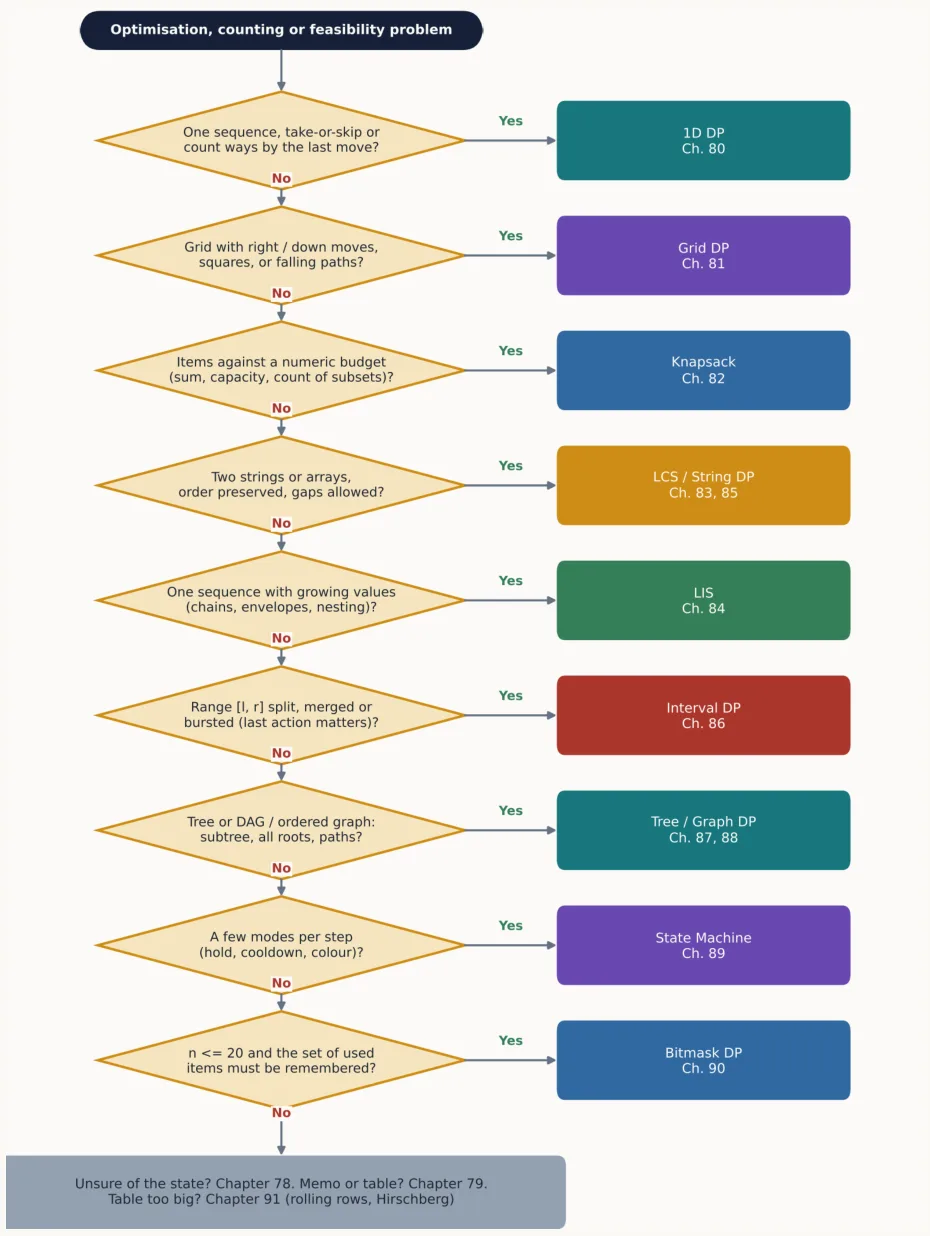 Optimisation, counting or feasibility problem
One sequence, take-or-skip or
count ways by the last move?
Yes
1D DP
Ch. 80
No
Grid with right / down moves,
squares, or falling paths?
Yes
Grid DP
Ch. 81
No
Items against a numeric budget
(sum, capacity, count of subsets)?
Yes
Knapsack
Ch. 82
No
Two strings or arrays,
order preserved, gaps allowed?
Yes
LCS / String DP
Ch. 83, 85
No
One sequence with growing values
(chains, envelopes, nesting)?
Yes
LIS
Ch. 84
No
Range [l, r] split, merged or
bursted (last action matters)?
Yes
Interval DP
Ch. 86
No
Tree or DAG / ordered graph:
subtree, all roots, paths?
Yes
Tree / Graph DP
Ch. 87, 88
No
A few modes per step
(hold, cooldown, colour)?
Yes
State Machine
Ch. 89
No
n <= 20 and the set of used
items must be remembered?
Yes
Bitmask DP
Ch. 90
No
Unsure of the state? Chapter 78. Memo or table? Chapter 79.
Table too big? Chapter 91 (rolling rows, Hirschberg)